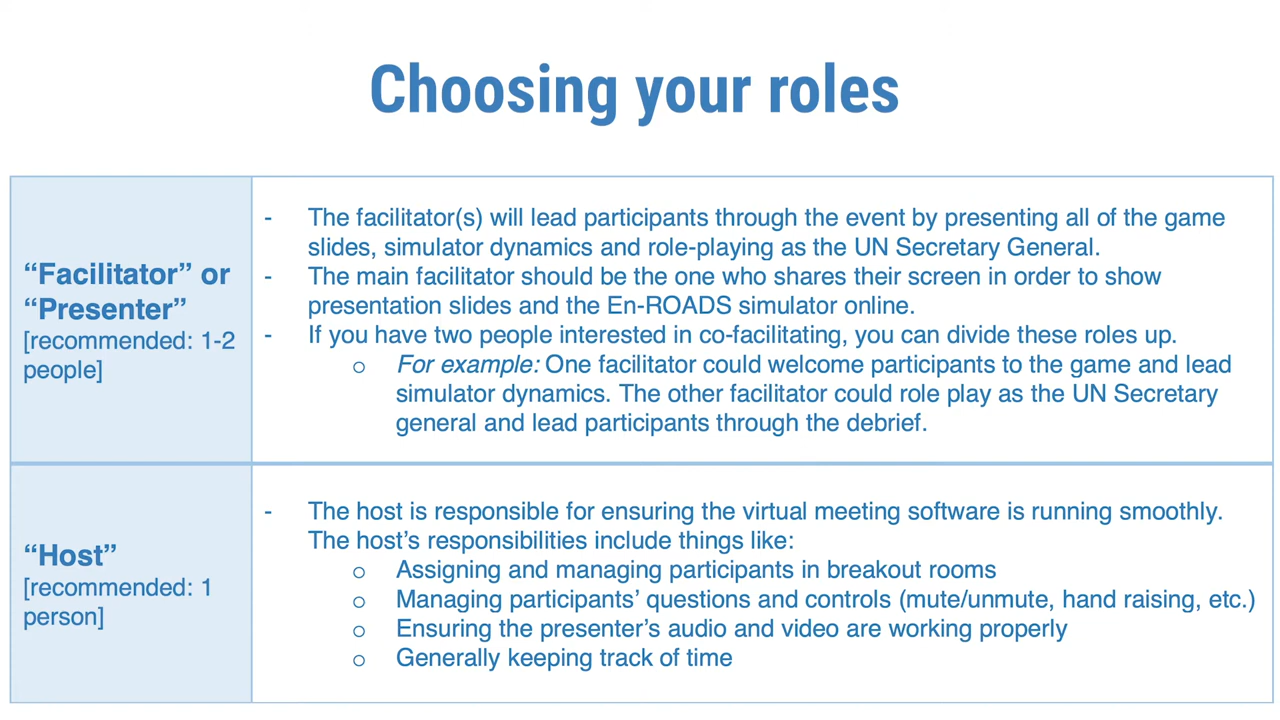 Choosing your roles
“Facilitator” or
“Presenter”
[recommended: 1-2
people]
- The facilitator(s) will lead participants through the event by presenting all of the game
slides, simulator dynamics and role-playing as the UN Secretary General.
- The main facilitator should be the one who shares their screen in order to show
presentation slides and the En-ROADS simulator online.
- If you have two people interested in co-facilitating, you can divide these roles up.
o For example: One facilitator could welcome participants to the game and lead
simulator dynamics. The other facilitator could role play as the UN Secretary
general and lead participants through the debrief.
“Host”
[recommended: 1
person]
- The host is responsible for ensuring the virtual meeting software is running smoothly.
The host’s responsibilities include things like:
o Assigning and managing participants in breakout rooms
o Managing participants’ questions and controls (mute/unmute, hand raising, etc.)
o Ensuring the presenter’s audio and video are working properly
o Generally keeping track of time